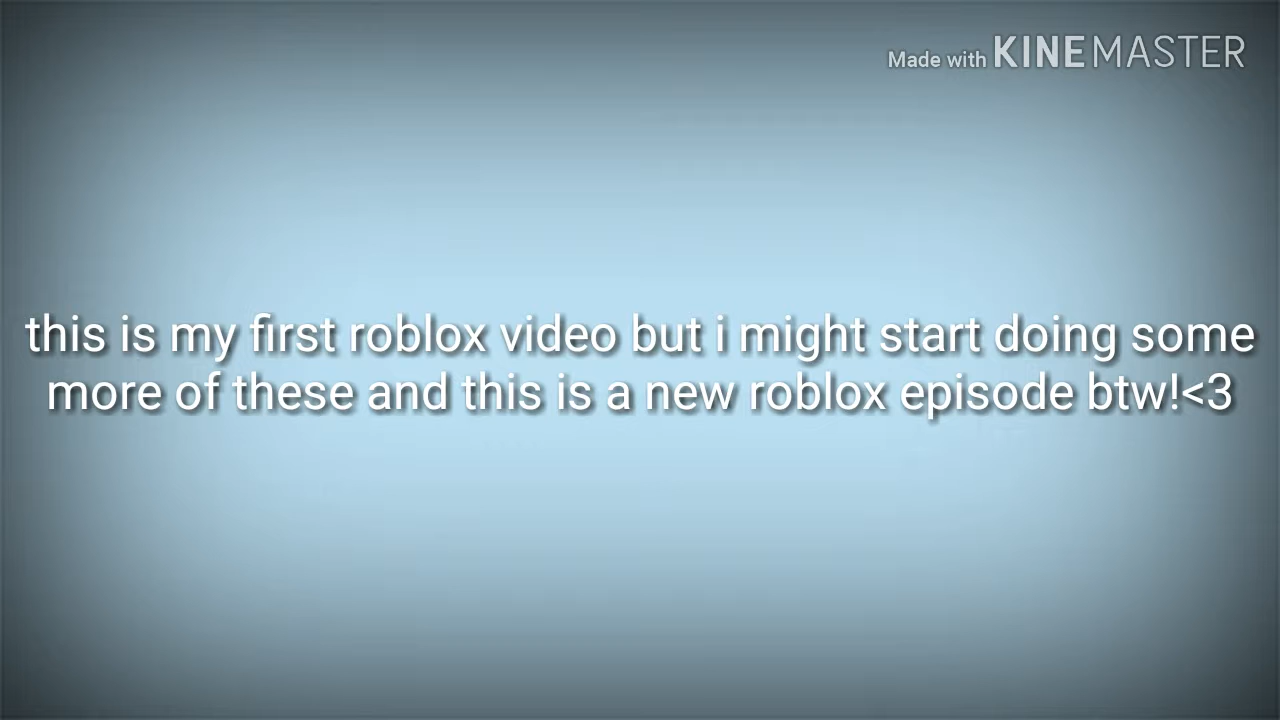 Made with KINEMASTER
this is my first roblox video but i might start doing some
more of these and this is a new roblox episode btw!<3